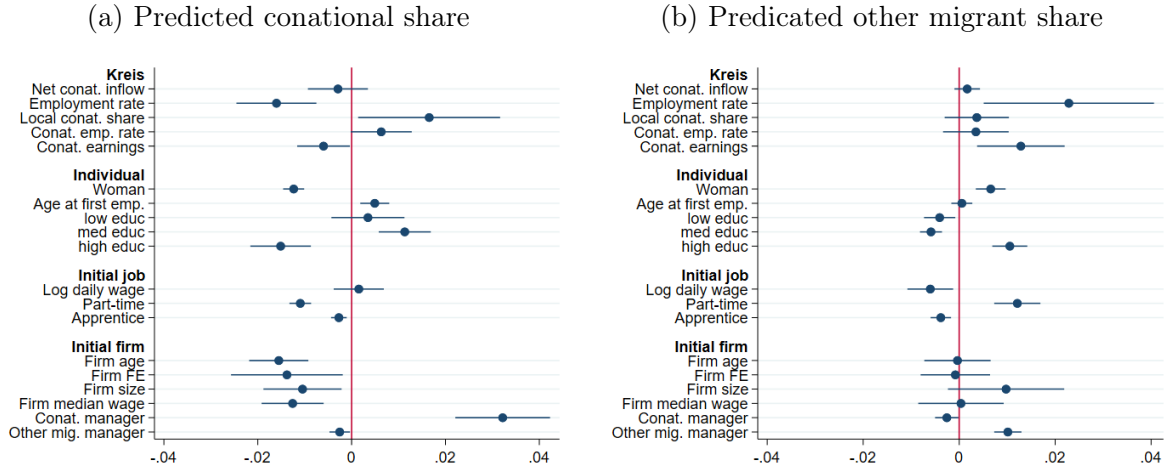 (a) Predicted conational share
Kreis
Net conat. inflow
Employment rate
Local conat. share
Conat. emp. rate
Conat. earnings
Individual
Woman
Age at first emp.
low educ
med educ
high educ
Initial job
Log daily wage
Part-time
Apprentice
Initial firm
Firm age
Firm FE
Firm size
Firm median wage
Conat. manager
Other mig. manager
-.04 -.02 0 .02 .04
(b) Predicated other migrant share
Kreis
Net conat. inflow
Employment rate
Local conat. share
Conat. emp. rate
Conat. earnings
Individual
Woman
Age at first emp.
low educ
med educ
high educ
Initial job
Log daily wage
Part-time
Apprentice
Initial firm
Firm age
Firm FE
Firm size
Firm median wage
Conat. manager
Other mig. manager
-.04 -.02 0 .02 .04